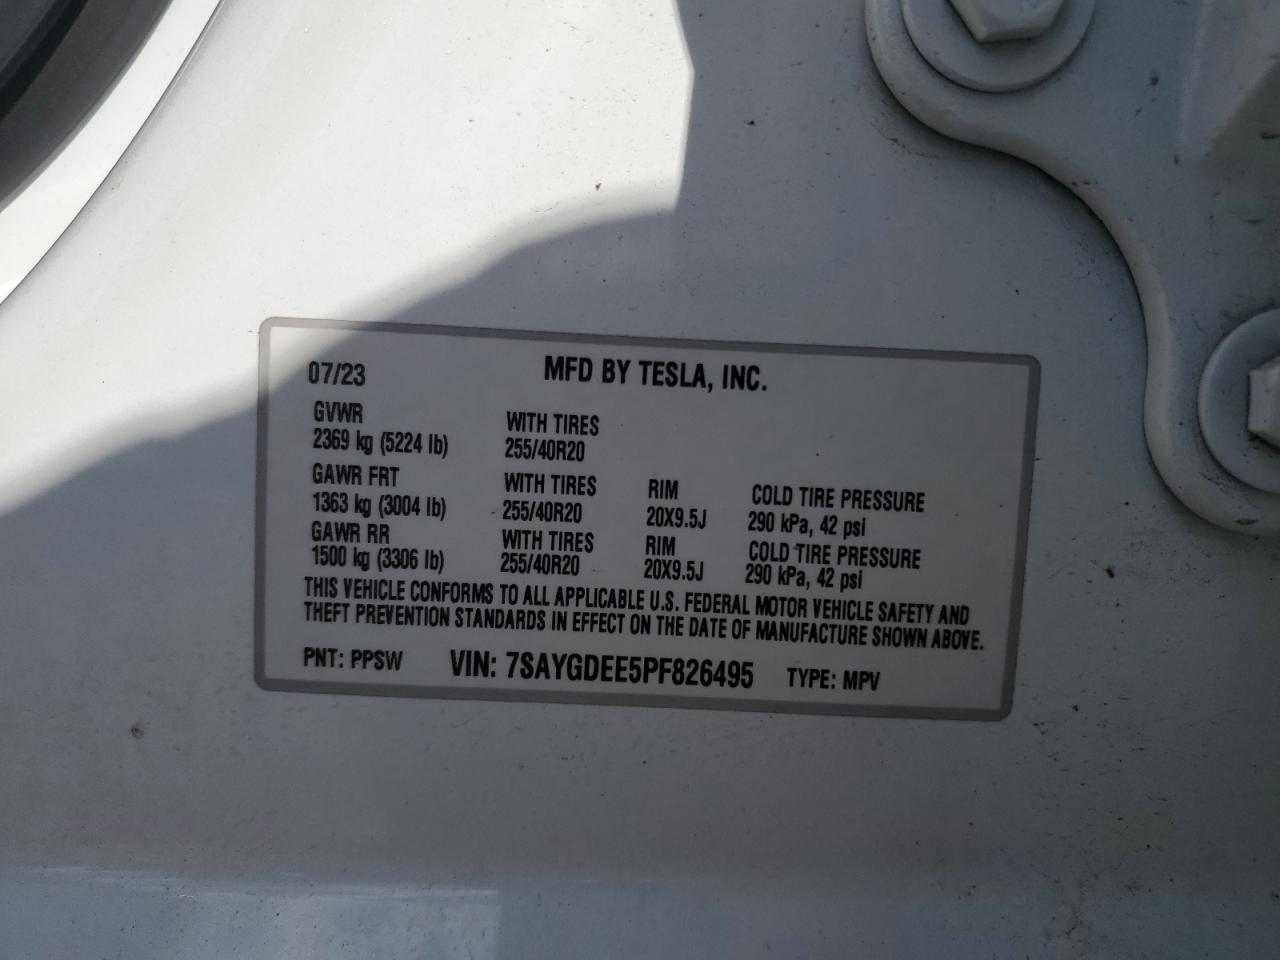 07/23 MFD BY TESLA, INC.
GVWR WITH TIRES
2369 kg (5224 lb) 255/40R20
GAWR FRT WITH TIRES RIM COLD TIRE PRESSURE
1363 kg (3004 lb) 255/40R20 20X9.5J 290 kPa, 42 psi
GAWR RR WITH TIRES RIM COLD TIRE PRESSURE
1500 kg (3306 lb) 255/40R20 20X9.5J 290 kPa, 42 psi
THIS VEHICLE CONFORMS TO ALL APPLICABLE U.S. FEDERAL MOTOR VEHICLE SAFETY AND
THEFT PREVENTION STANDARDS IN EFFECT ON THE DATE OF MANUFACTURE SHOWN ABOVE.
PNT: PPSW VIN: 7SAYGDEE5PF826495 TYPE: MPV